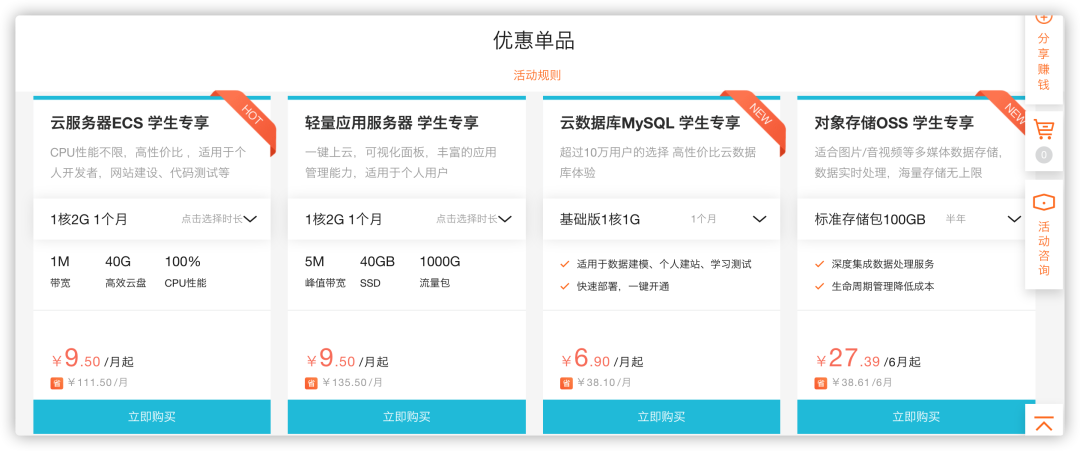 优惠单品
活动规则
HOT
云服务器ECS 学生专享
CPU性能不限，高性价比 ，适用于个
人开发者，网站建设、代码测试等
1核2G 1个月 点击选择时长
1M 40G 100%
带宽 高效云盘 CPU性能
￥9.50 /月起
省 ￥111.50/月
立即购买
轻量应用服务器 学生专享
一键上云，可视化面板，丰富的应用
管理能力，适用于个人用户
1核2G 1个月 点击选择时长
5M 40GB 1000G
峰值带宽 SSD 流量包
￥9.50 /月起
省 ￥135.50/月
立即购买
NEW
云数据库MySQL 学生专享
超过10万用户的选择 高性价比云数据
库体验
基础版1核1G 1个月
适用于数据建模、个人建站、学习测试
快速部署，一键开通
￥6.90 /月起
省 ￥38.10/月
立即购买
NEW
对象存储OSS 学生专享
适合图片/音视频等多媒体数据存储，
数据实时处理，海量存储无上限
标准存储包100GB 半年
深度集成数据处理服务
生命周期管理降低成本
￥27.39 /6月起
省 ￥38.61/6月
立即购买
分
享
赚
钱
0
活
动
咨
询